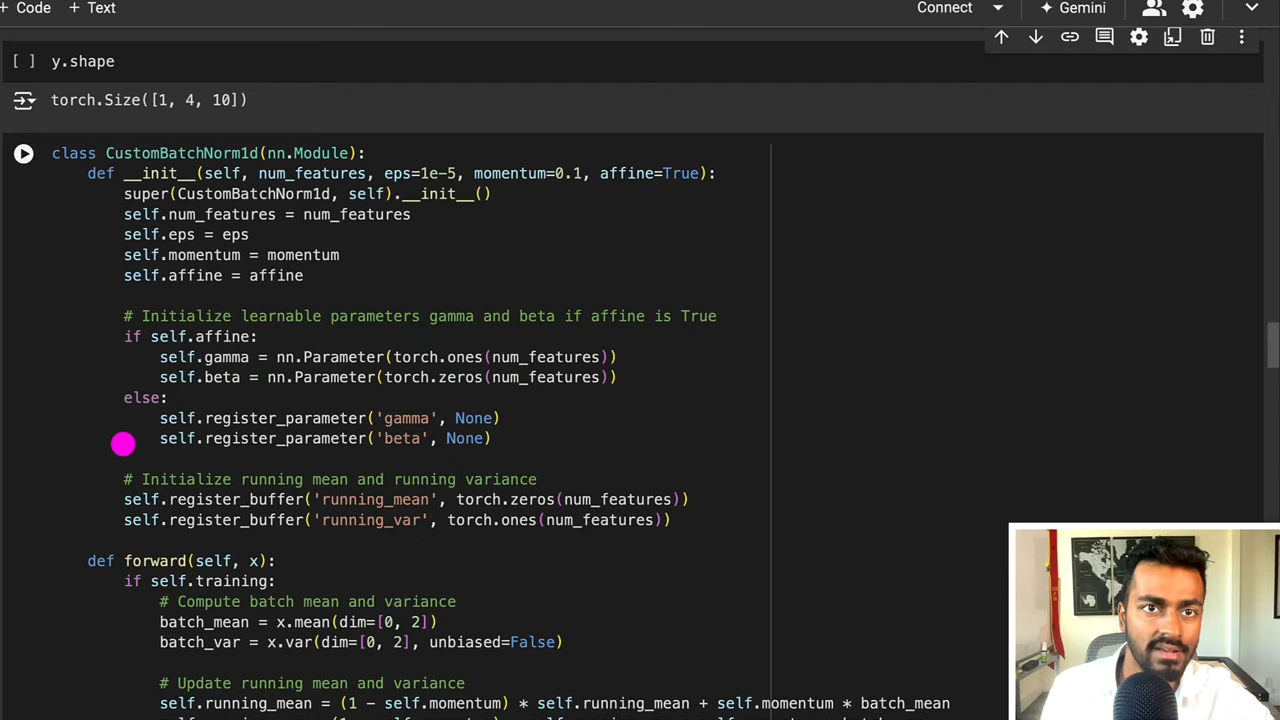 + Code + Text
Connect
Gemini
[ ] y.shape
torch.Size([1, 4, 10])
class CustomBatchNorm1d(nn.Module):
def __init__(self, num_features, eps=1e-5, momentum=0.1, affine=True):
super(CustomBatchNorm1d, self).__init__()
self.num_features = num_features
self.eps = eps
self.momentum = momentum
self.affine = affine
# Initialize learnable parameters gamma and beta if affine is True
if self.affine:
self.gamma = nn.Parameter(torch.ones(num_features))
self.beta = nn.Parameter(torch.zeros(num_features))
else:
self.register_parameter('gamma', None)
self.register_parameter('beta', None)
# Initialize running mean and running variance
self.register_buffer('running_mean', torch.zeros(num_features))
self.register_buffer('running_var', torch.ones(num_features))
def forward(self, x):
if self.training:
# Compute batch mean and variance
batch_mean = x.mean(dim=[0, 2])
batch_var = x.var(dim=[0, 2], unbiased=False)
# Update running mean and variance
self.running_mean = (1 - self.momentum) * self.running_mean + self.momentum * batch_mean